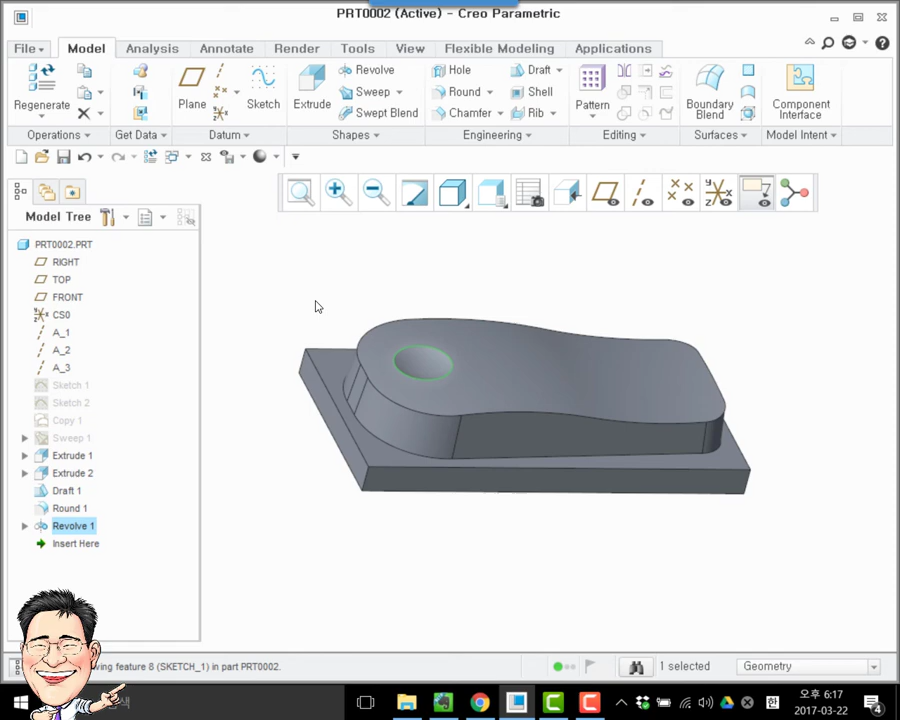 PRT0002 (Active) - Creo Parametric
File
Model
Analysis
Annotate
Render
Tools
View
Flexible Modeling
Applications
Regenerate
Plane
Sketch
Extrude
Revolve
Sweep
Swept Blend
Hole
Round
Chamfer
Draft
Shell
Rib
Pattern
Boundary
Blend
Component
Interface
Operations
Get Data
Datum
Shapes
Engineering
Editing
Surfaces
Model Intent
Model Tree
PRT0002.PRT
RIGHT
TOP
FRONT
CS0
A_1
A_2
A_3
Sketch 1
Sketch 2
Copy 1
Sweep 1
Extrude 1
Extrude 2
Draft 1
Round 1
Revolve 1
Insert Here
ving feature 8 (SKETCH_1) in part PRT0002.
1 selected
Geometry
한
오후 6:17
2017-03-22
4